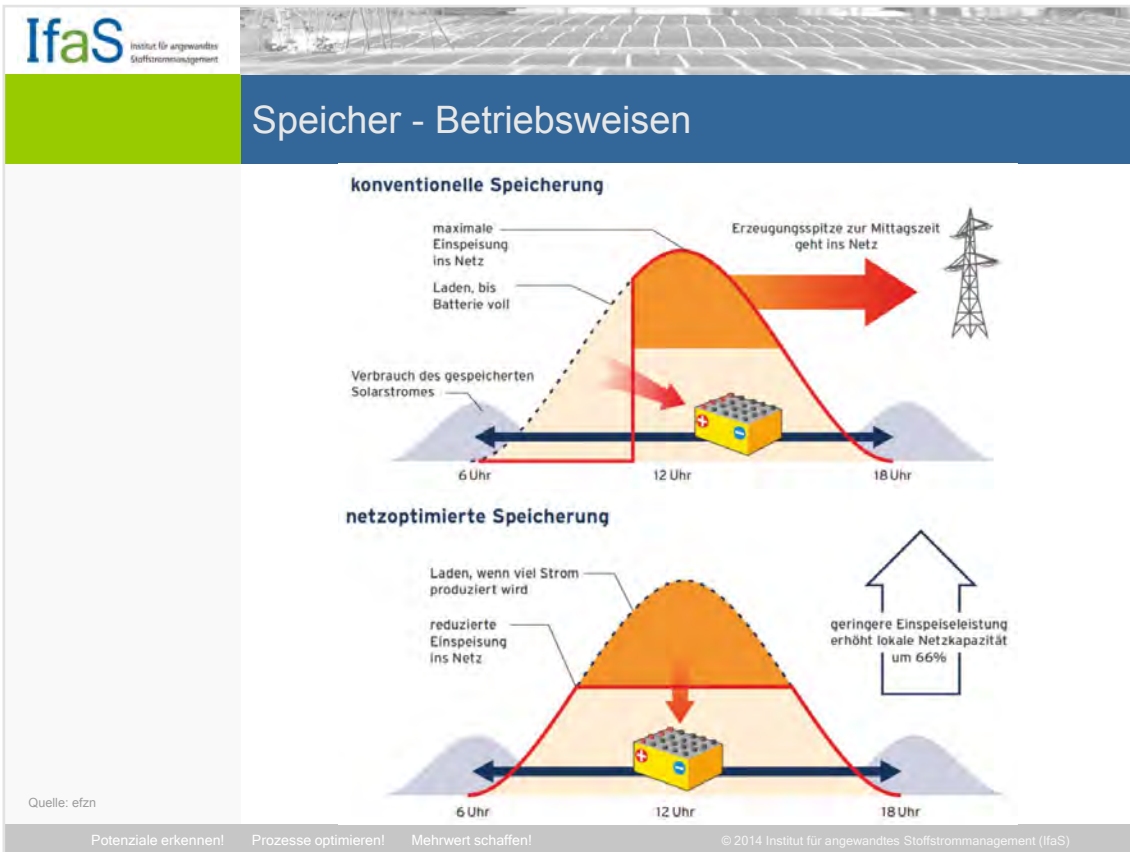 IfaS Institut für angewandtes
Stoffstrommanagement
Speicher - Betriebsweisen
konventionelle Speicherung
maximale
Einspeisung
ins Netz
Laden, bis
Batterie voll
Verbrauch des gespeicherten
Solarstromes
Erzeugungsspitze zur Mittagszeit
geht ins Netz
+ –
6 Uhr 12 Uhr 18 Uhr
netzoptimierte Speicherung
Laden, wenn viel Strom
produziert wird
reduzierte
Einspeisung
ins Netz
geringere Einspeiseleistung
erhöht lokale Netzkapazität
um 66%
+ –
6 Uhr 12 Uhr 18 Uhr
Quelle: efzn
Potenziale erkennen! Prozesse optimieren! Mehrwert schaffen! © 2014 Institut für angewandtes Stoffstrommanagement (IfaS)